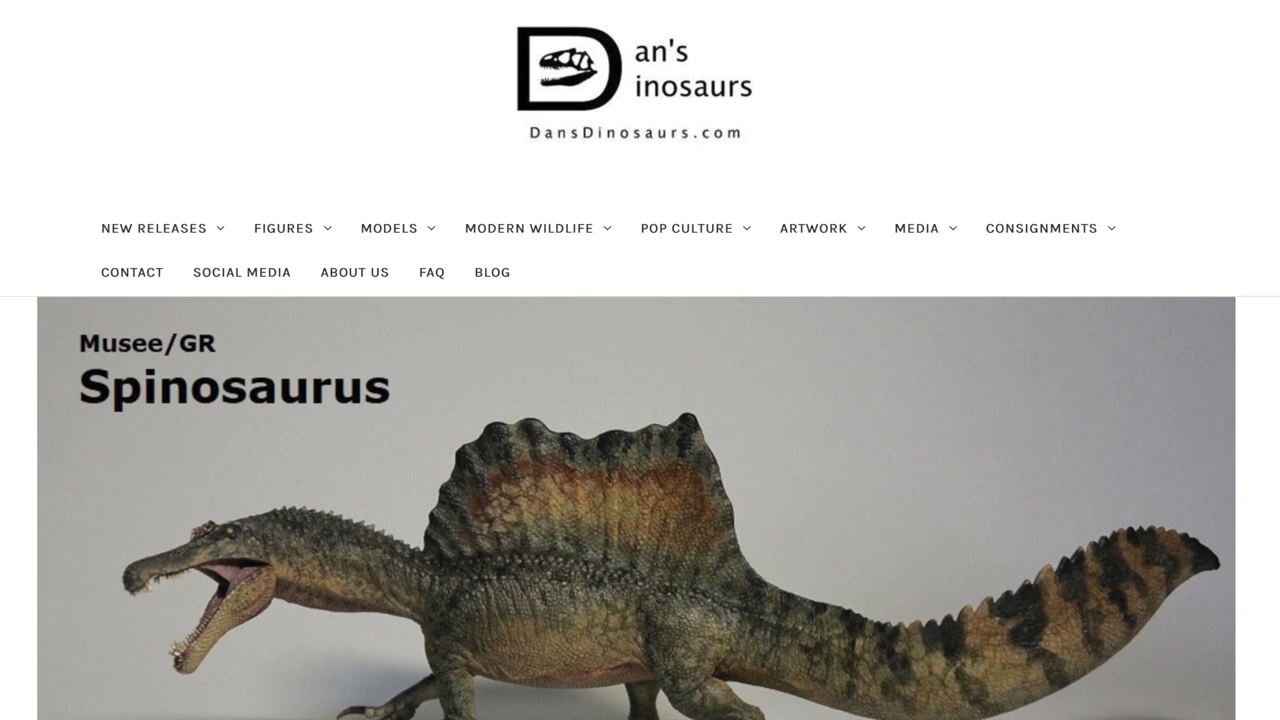 an's
inosaurs
DansDinosaurs.com
NEW RELEASES FIGURES MODELS MODERN WILDLIFE POP CULTURE ARTWORK MEDIA CONSIGNMENTS
CONTACT SOCIAL MEDIA ABOUT US FAQ BLOG
Musee/GR
Spinosaurus